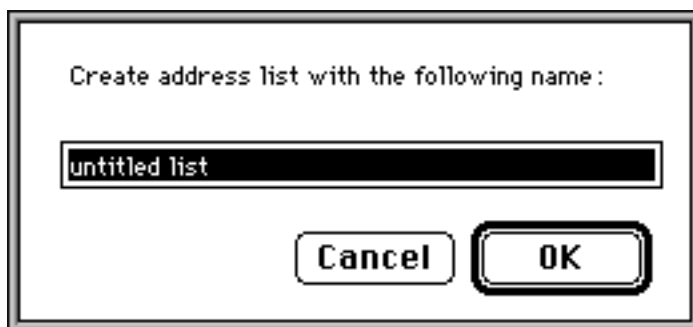 Create address list with the following name:
untitled list
Cancel OK